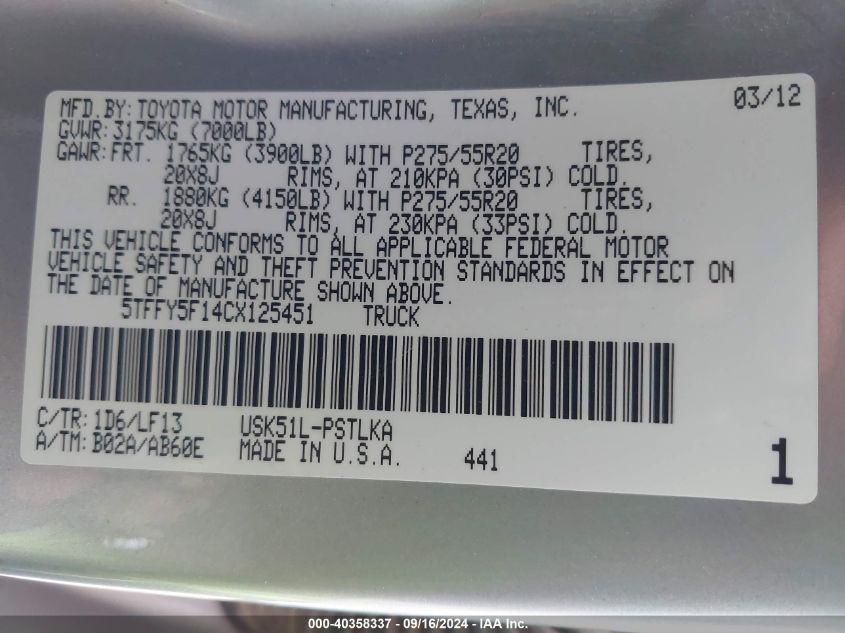 MFD.BY:TOYOTA MOTOR MANUFACTURING, TEXAS, INC. 03/12
GVWR:3175KG (7000LB)
GAWR:FRT. 1765KG (3900LB) WITH P275/55R20 TIRES,
20X8J RIMS, AT 210KPA (30PSI) COLD.
RR. 1880KG (4150LB) WITH P275/55R20 TIRES,
20X8J RIMS, AT 230KPA (33PSI) COLD.
THIS VEHICLE CONFORMS TO ALL APPLICABLE FEDERAL MOTOR
VEHICLE SAFETY AND THEFT PREVENTION STANDARDS IN EFFECT ON
THE DATE OF MANUFACTURE SHOWN ABOVE.
5TFFY5F14CX125451 TRUCK
C/TR:1D6/LF13 USK51L-PSTLKA
A/TM:B02A/AB60E MADE IN U.S.A. 441
1
000-40358337 - 09/16/2024 - IAA Inc.